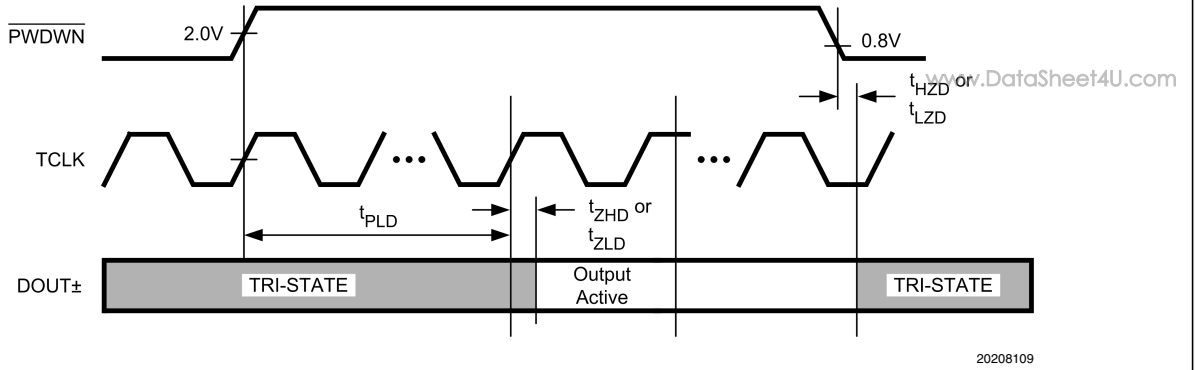 PWDWN
2.0V
0.8V
www.DataSheet4U.com
tHZD or
tLZD
TCLK
•••
•••
tPLD
tZHD or
tZLD
DOUT±
TRI-STATE
Output
Active
TRI-STATE
20208109